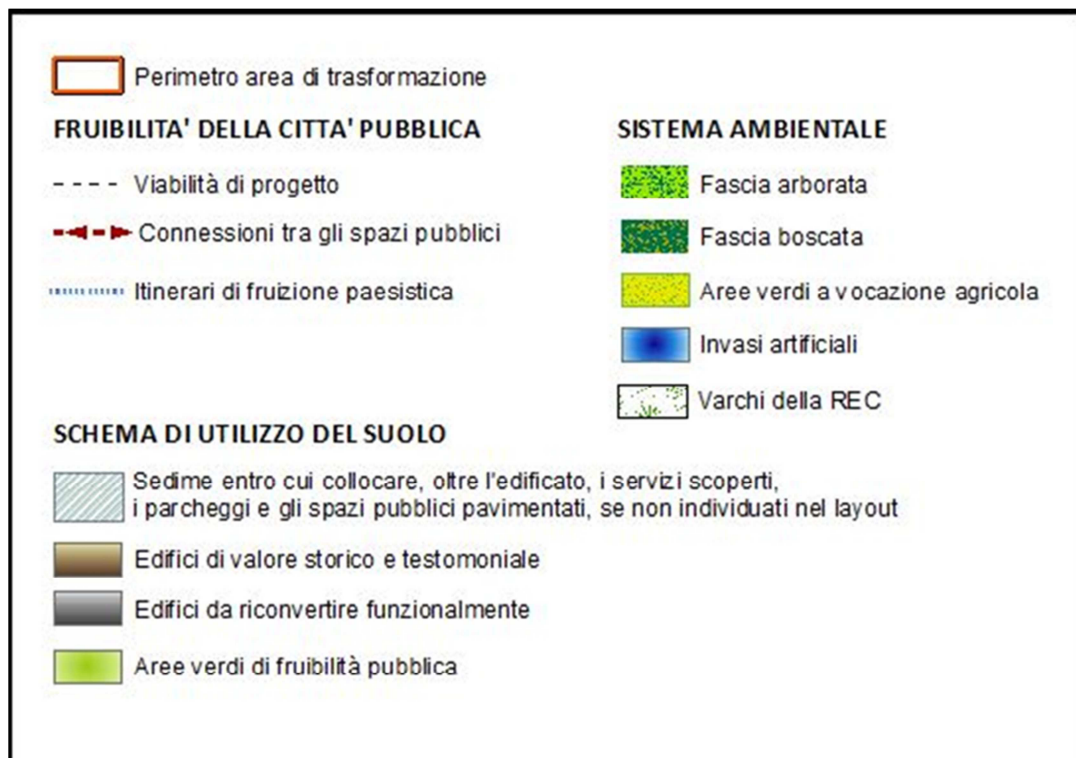 Perimetro area di trasformazione
FRUIBILITA' DELLA CITTA' PUBBLICA
Viabilità di progetto
Connessioni tra gli spazi pubblici
Itinerari di fruizione paesistica
SISTEMA AMBIENTALE
Fascia arborata
Fascia boscata
Aree verdi a vocazione agricola
Invasi artificiali
Varchi della REC
SCHEMA DI UTILIZZO DEL SUOLO
Sedime entro cui collocare, oltre l'edificato, i servizi scoperti,
i parcheggi e gli spazi pubblici pavimentati, se non individuati nel layout
Edifici di valore storico e testomoniale
Edifici da riconvertire funzionalmente
Aree verdi di fruibilità pubblica